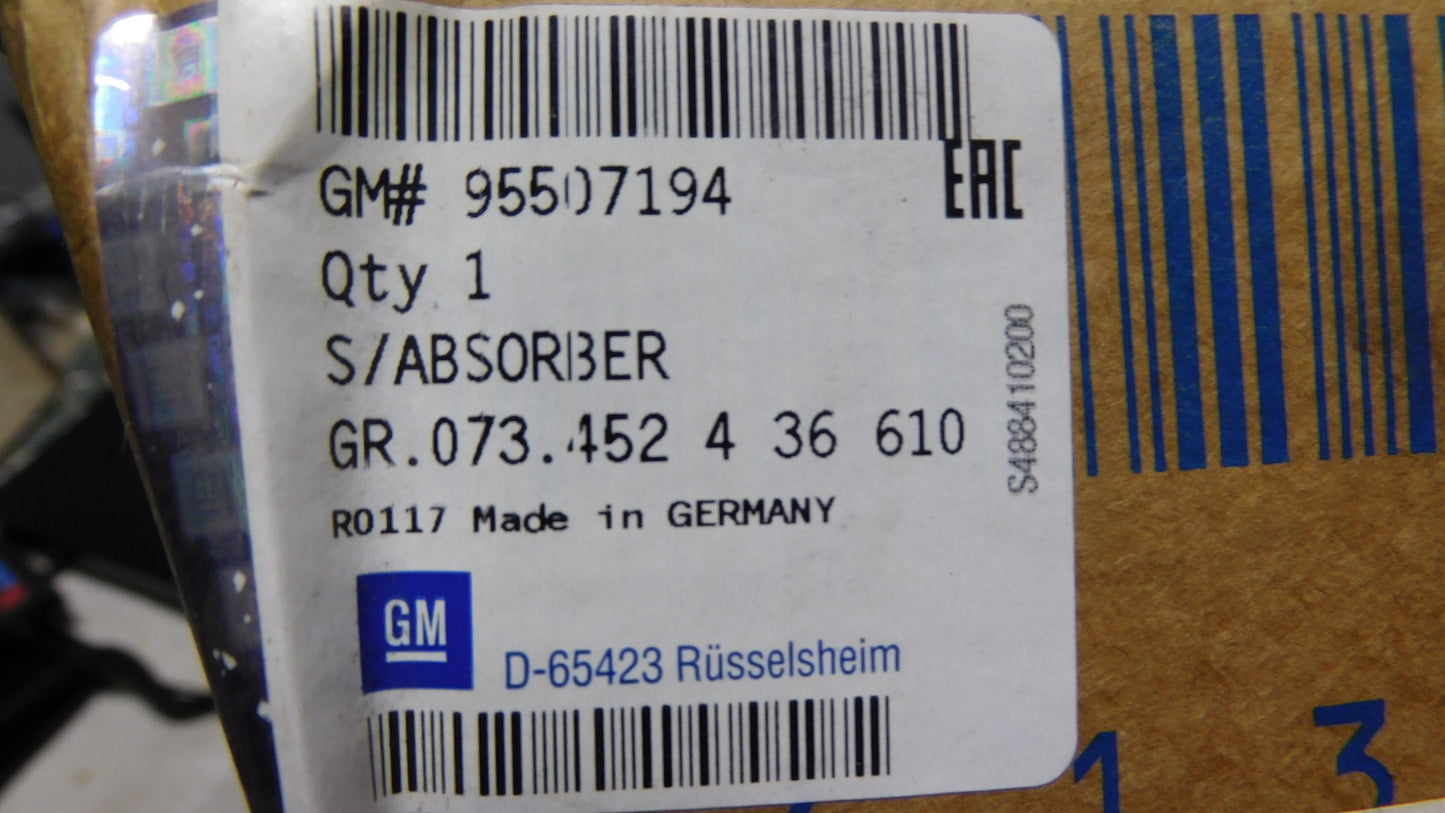 GM# 95507194
EAC
Qty 1
S/ABSORBER
GR.073.452 4 36 610
S488410200
R0117 Made in GERMANY
GM
D-65423 Rüsselsheim
1 3